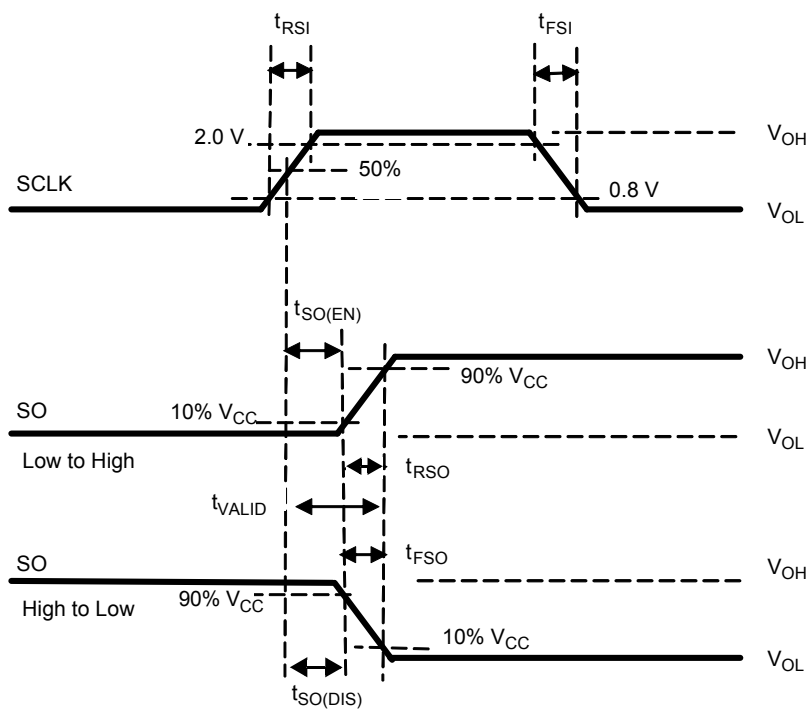 tRSI
tFSI
2.0 V
VOH
50%
SCLK
0.8 V
VOL
tSO(EN)
VOH
90% VCC
SO
10% VCC
VOL
Low to High
tRSO
tVALID
tFSO
SO
VOH
90% VCC
High to Low
10% VCC
VOL
tSO(DIS)